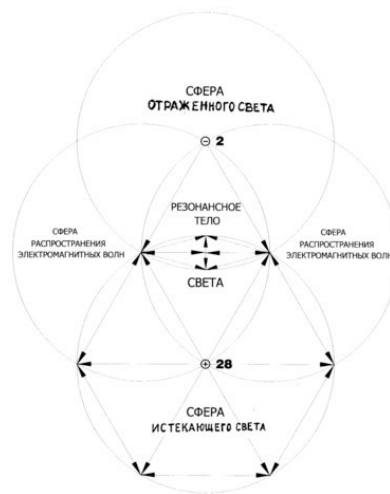 СФЕРА
ОТРАЖЕННОГО СВЕТА
⊖ 2
РЕЗОНАНСНОЕ
ТЕЛО
СФЕРА
РАСПРОСТРАНЕНИЯ
ЭЛЕКТРОМАГНИТНЫХ ВОЛН
СФЕРА
РАСПРОСТРАНЕНИЯ
ЭЛЕКТРОМАГНИТНЫХ ВОЛН
СВЕТА
⊕ 28
СФЕРА
ИСТЕКАЮЩЕГО СВЕТА